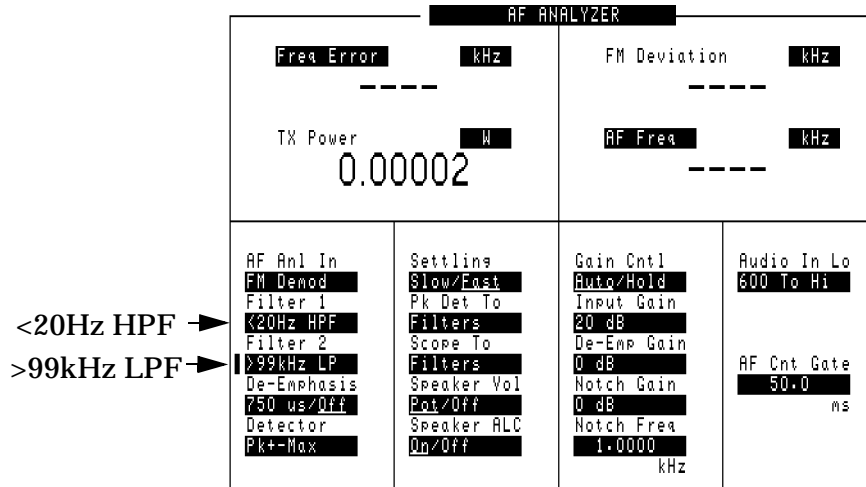 AF ANALYZER
Freq Error kHz
----
FM Deviation kHz
----
TX Power W
0.00002
AF Freq kHz
----
AF Anl In
FM Demod
Filter 1
<20Hz HPF
Filter 2
>99kHz LP
De-Emphasis
750 us/Off
Detector
Pk+-Max
Settling
Slow/Fast
Pk Det To
Filters
Scope To
Filters
Speaker Vol
Pot/Off
Speaker ALC
On/Off
Gain Cntl
Auto/Hold
Input Gain
20 dB
De-Emp Gain
0 dB
Notch Gain
0 dB
Notch Freq
1.0000
kHz
Audio In Lo
600 To Hi
AF Cnt Gate
50.0
ms
<20Hz HPF
>99kHz LPF